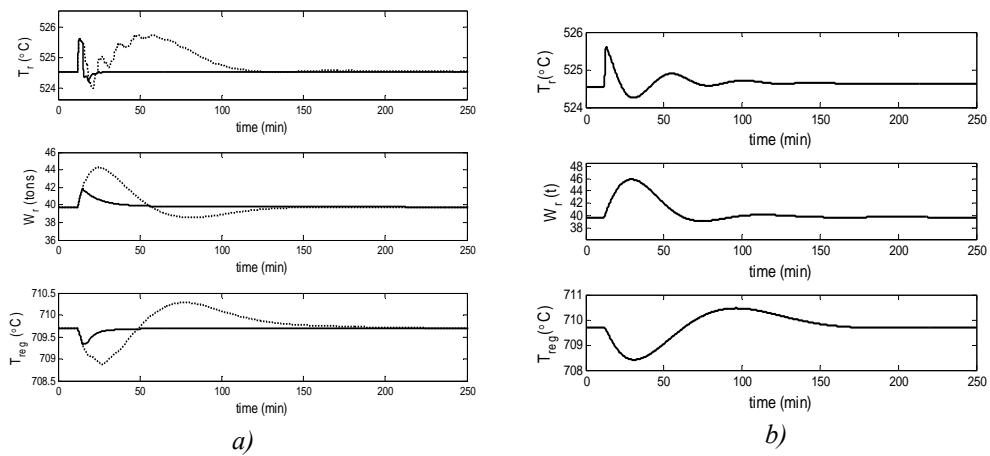 526
525
524
T_r (°C)
0 50 100 150 200 250
time (min)
46
44
42
40
38
36
W_r (tons)
0 50 100 150 200 250
time (min)
710.5
710
709.5
709
708.5
T_reg (°C)
0 50 100 150 200 250
time (min)
a)
526
525
524
T_r (°C)
0 50 100 150 200 250
time (min)
48
46
44
42
40
38
W_r (t)
0 50 100 150 200 250
time (min)
711
710
709
708
T_reg (°C)
0 50 100 150 200 250
time (min)
b)